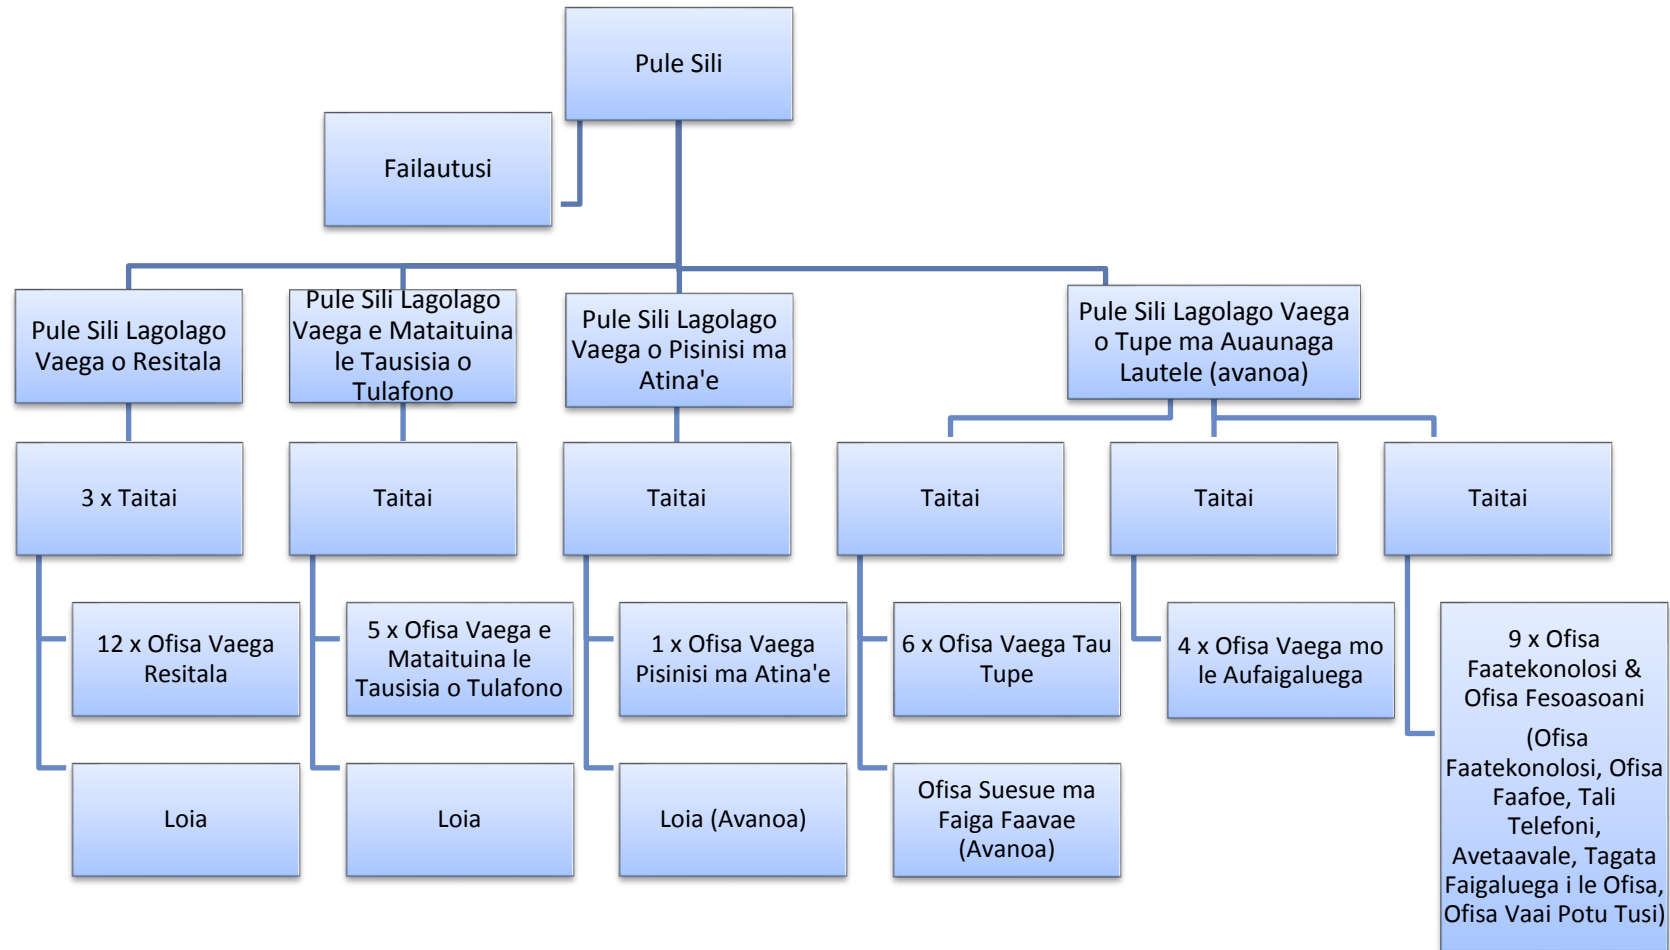 Pule Sili
Failautusi
Pule Sili Lagolago
Vaega o Resitala
Pule Sili Lagolago
Vaega e Mataituina
le Tausisia o
Tulafono
Pule Sili Lagolago
Vaega o Pisinisi ma
Atina'e
Pule Sili Lagolago Vaega
o Tupe ma Auaunaga
Lautele (avanoa)
3 x Taitai
Taitai
Taitai
Taitai
Taitai
Taitai
12 x Ofisa Vaega
Resitala
5 x Ofisa Vaega e
Mataituina le
Tausisia o Tulafono
1 x Ofisa Vaega
Pisinisi ma Atina'e
6 x Ofisa Vaega Tau
Tupe
4 x Ofisa Vaega mo
le Aufaigaluega
9 x Ofisa
Faatekonolosi &
Ofisa Fesoasoani
(Ofisa
Faatekonolosi, Ofisa
Faafoe, Tali
Telefoni,
Avetaavale, Tagata
Faigaluega i le Ofisa,
Ofisa Vaai Potu Tusi)
Loia
Loia
Loia (Avanoa)
Ofisa Suesue ma
Faiga Faavae
(Avanoa)